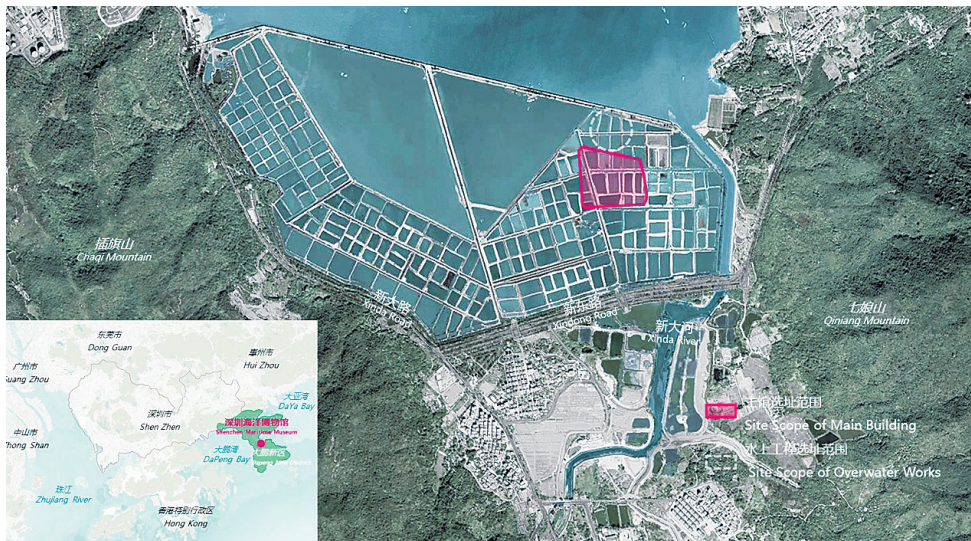 插旗山
Chaqi Mountain
七娘山
Qiniang Mountain
新大路
Xinda Road
新东路
Xindong Road
新大河
Xinda River
主馆选址范围
Site Scope of Main Building
水上工程选址范围
Site Scope of Overwater Works
东莞市
Dong Guan
惠州市
Hui Zhou
广州市
Guang Zhou
大亚湾
DaYa Bay
深圳市
Shen Zhen
深圳海洋博物馆
Shenzhen Maritime Museum
中山市
Zhong Shan
大鹏湾
DaPeng Bay
大鹏新区
珠江
Zhujiang River
香港特别行政区
Hong Kong